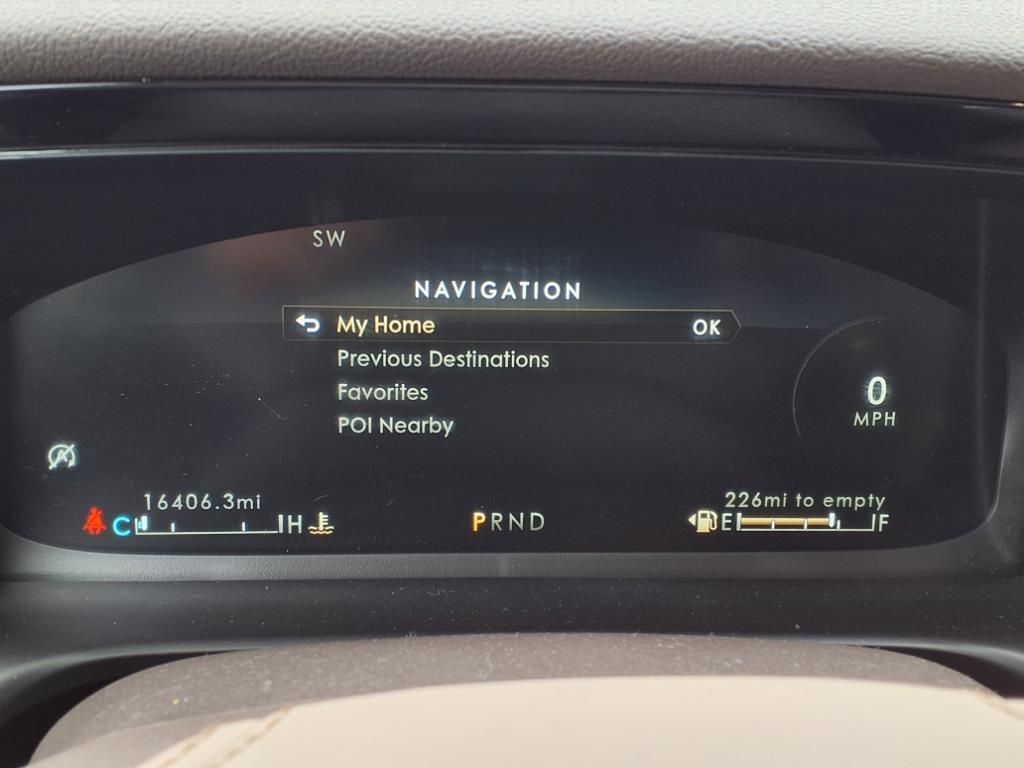 SW
NAVIGATION
My Home OK
Previous Destinations
Favorites
POI Nearby
0
MPH
16406.3mi
226mi to empty
C H
PRND
E F